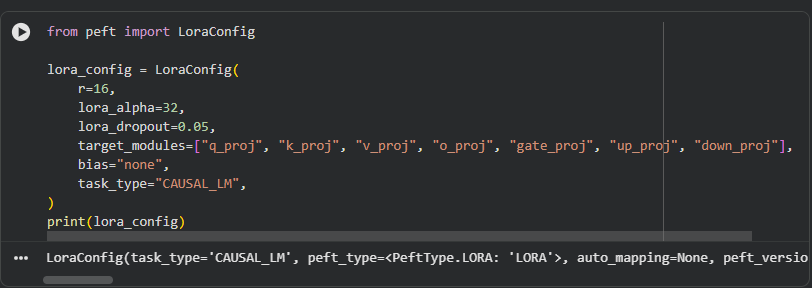 from peft import LoraConfig
lora_config = LoraConfig(
    r=16,
    lora_alpha=32,
    lora_dropout=0.05,
    target_modules=["q_proj", "k_proj", "v_proj", "o_proj", "gate_proj", "up_proj", "down_proj"],
    bias="none",
    task_type="CAUSAL_LM",
)
print(lora_config)
LoraConfig(task_type='CAUSAL_LM', peft_type=<PeftType.LORA: 'LORA'>, auto_mapping=None, peft_versio